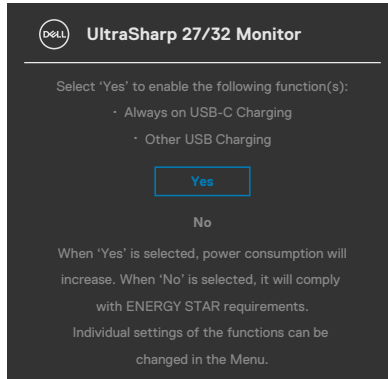 DELL UltraSharp 27/32 Monitor
Select ‘Yes’ to enable the following function(s):
· Always on USB-C Charging
· Other USB Charging
Yes
No
When ‘Yes’ is selected, power consumption will
increase. When ‘No’ is selected, it will comply
with ENERGY STAR requirements.
Individual settings of the functions can be
changed in the Menu.